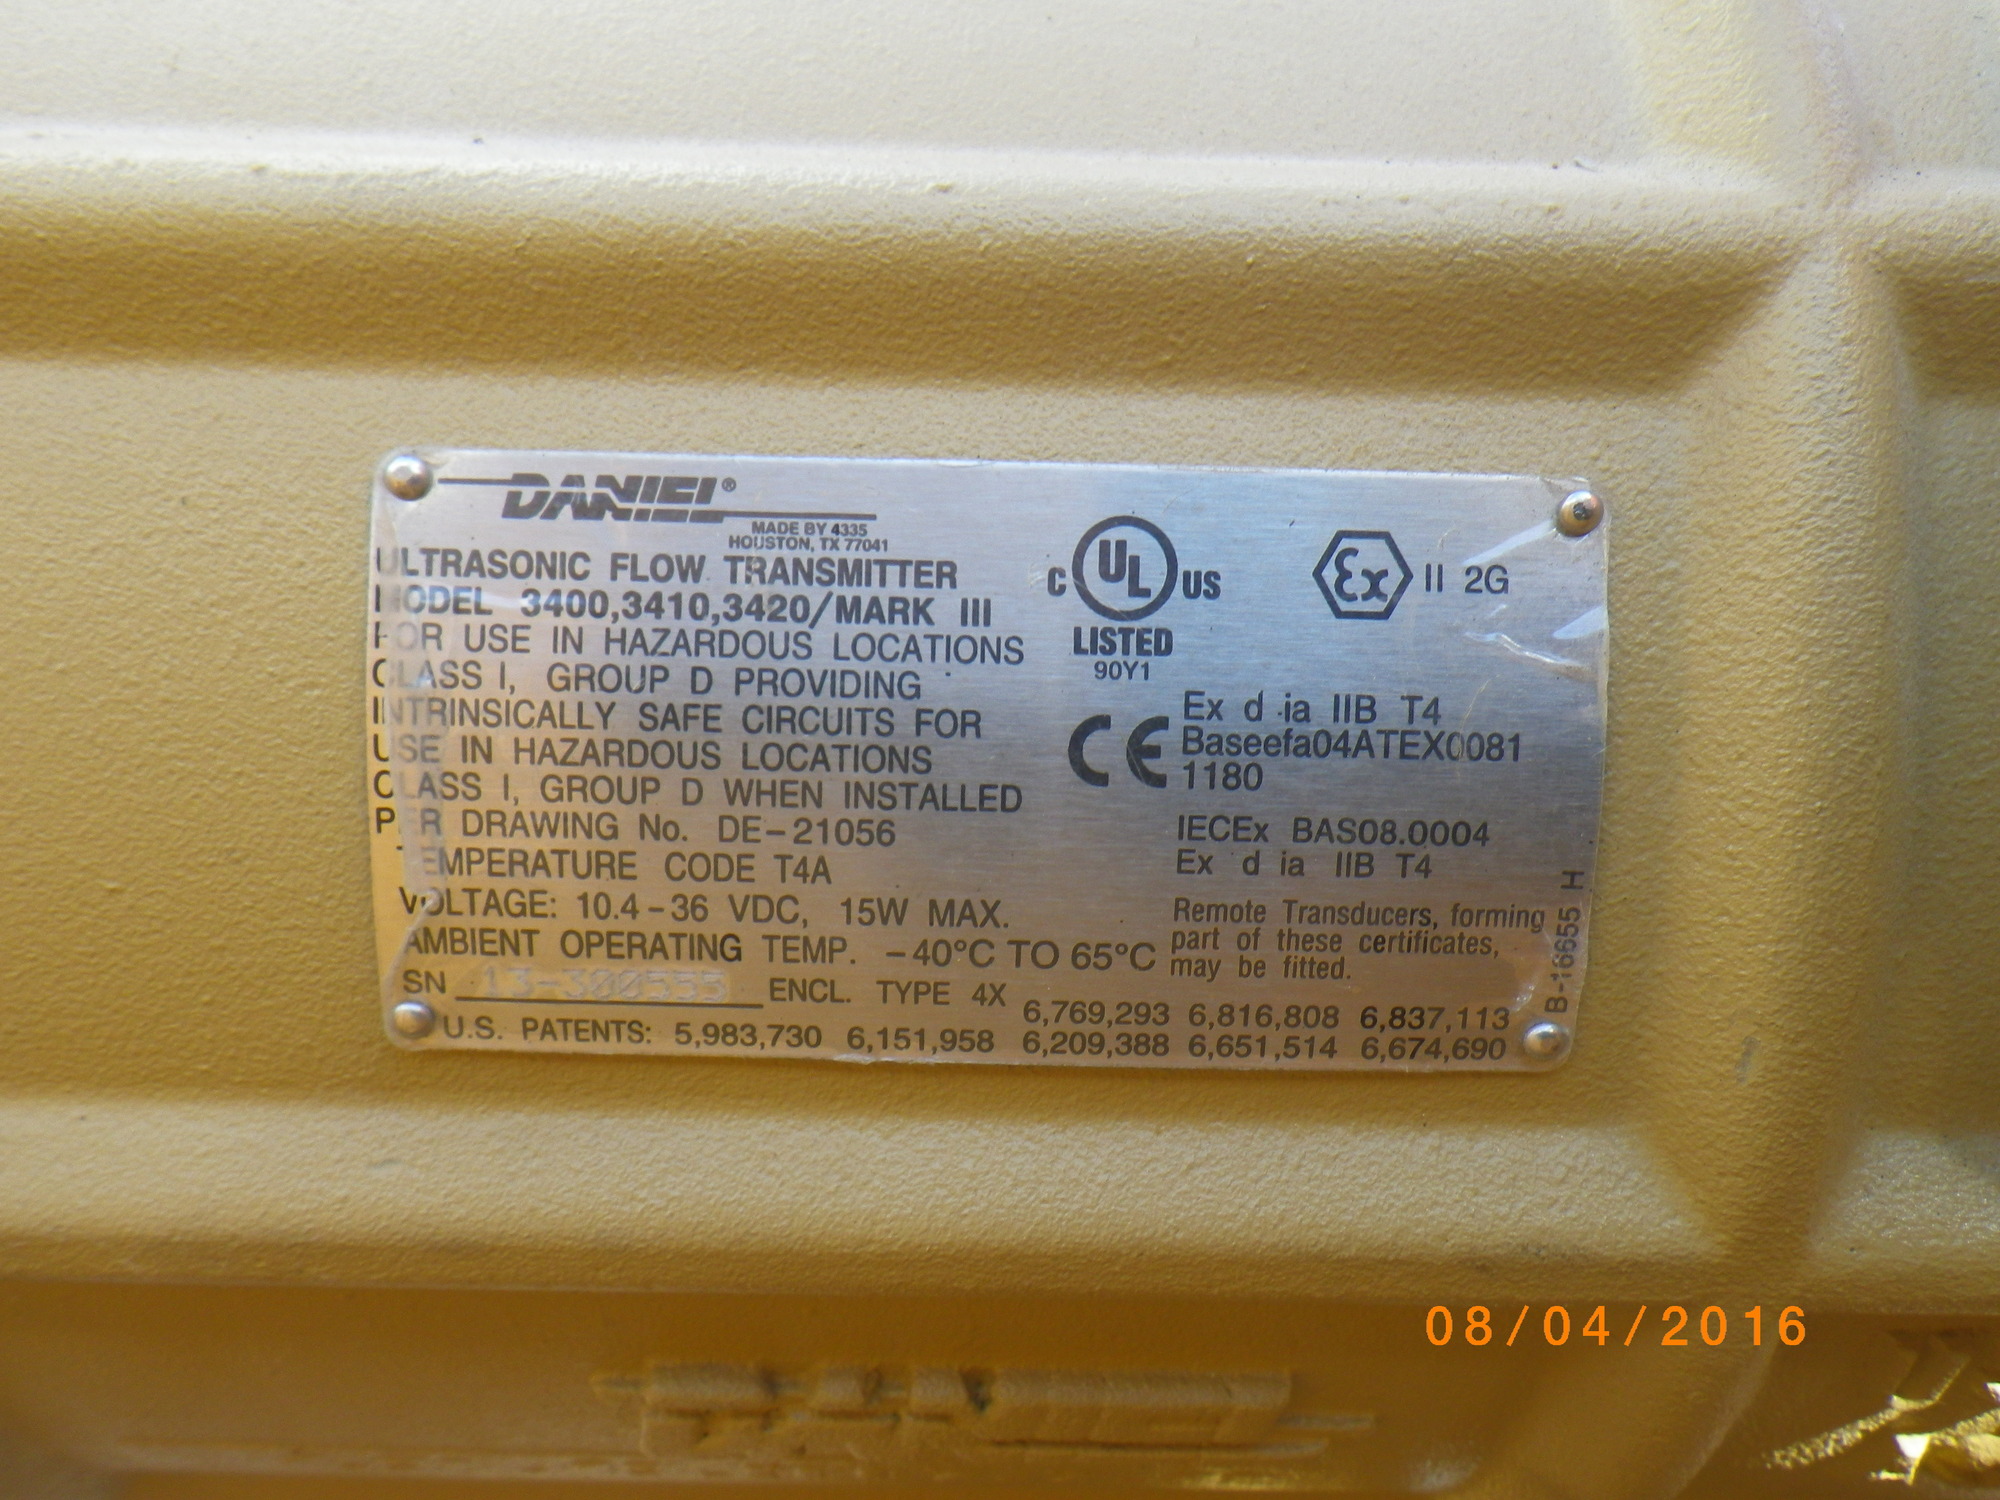 DANIEL®
MADE BY 4335
HOUSTON, TX 77041
ULTRASONIC FLOW TRANSMITTER
MODEL 3400,3410,3420/MARK III
FOR USE IN HAZARDOUS LOCATIONS
CLASS I, GROUP D PROVIDING
INTRINSICALLY SAFE CIRCUITS FOR
USE IN HAZARDOUS LOCATIONS
CLASS I, GROUP D WHEN INSTALLED
PER DRAWING No. DE-21056
TEMPERATURE CODE T4A
VOLTAGE: 10.4-36 VDC, 15W MAX.
AMBIENT OPERATING TEMP. -40°C TO 65°C
SN 13-300555 ENCL. TYPE 4X
C UL US
LISTED
90Y1
Ex II 2G
CE
Ex d ia IIB T4
Baseefa04ATEX0081
1180
IECEx BAS08.0004
Ex d ia IIB T4
Remote Transducers, forming
part of these certificates,
may be fitted.
6,769,293 6,816,808 6,837,113
U.S. PATENTS: 5,983,730 6,151,958 6,209,388 6,651,514 6,674,690
B-16655 H
08/04/2016